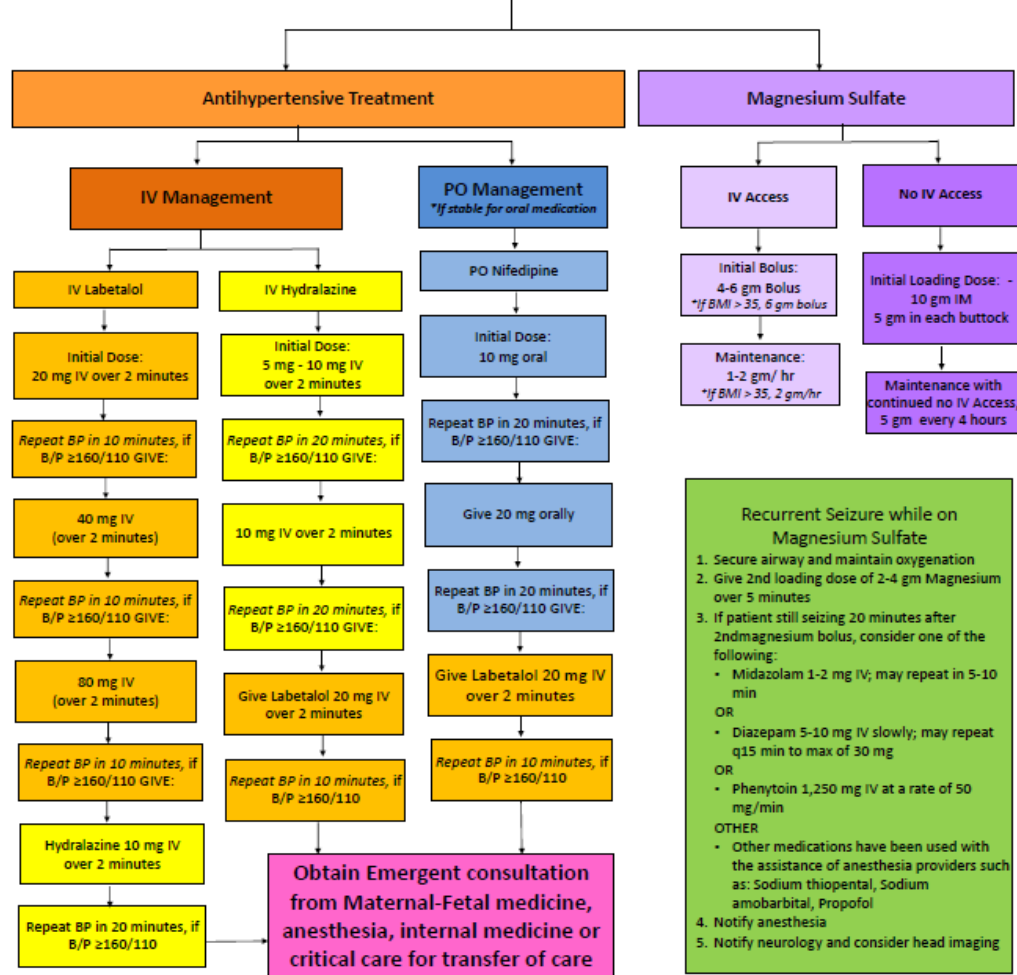 Antihypertensive Treatment
Magnesium Sulfate
IV Management
PO Management
*If stable for oral medication
IV Access
No IV Access
IV Labetalol
Initial Dose:
20 mg IV over 2 minutes
Repeat BP in 10 minutes, if
B/P ≥160/110 GIVE:
40 mg IV
(over 2 minutes)
Repeat BP in 10 minutes, if
B/P ≥160/110 GIVE:
80 mg IV
(over 2 minutes)
Repeat BP in 10 minutes, if
B/P ≥160/110 GIVE:
Hydralazine 10 mg IV
over 2 minutes
Repeat BP in 20 minutes, if
B/P ≥160/110
IV Hydralazine
Initial Dose:
5 mg - 10 mg IV
over 2 minutes
Repeat BP in 20 minutes, if
B/P ≥160/110 GIVE:
10 mg IV over 2 minutes
Repeat BP in 20 minutes, if
B/P ≥160/110 GIVE:
Give Labetalol 20 mg IV
over 2 minutes
Repeat BP in 10 minutes, if
B/P ≥160/110
PO Nifedipine
Initial Dose:
10 mg oral
Repeat BP in 20 minutes, if
B/P ≥160/110 GIVE:
Give 20 mg orally
Repeat BP in 20 minutes, if
B/P ≥160/110 GIVE:
Give Labetalol 20 mg IV
over 2 minutes
Repeat BP in 10 minutes, if
B/P ≥160/110
Obtain Emergent consultation
from Maternal-Fetal medicine,
anesthesia, internal medicine or
critical care for transfer of care
Initial Bolus:
4-6 gm Bolus
*If BMI > 35, 6 gm bolus
Maintenance:
1-2 gm/ hr
*If BMI > 35, 2 gm/hr
Initial Loading Dose: -
10 gm IM
5 gm in each buttock
Maintenance with
continued no IV Access,
5 gm every 4 hours
Recurrent Seizure while on
Magnesium Sulfate
1. Secure airway and maintain oxygenation
2. Give 2nd loading dose of 2-4 gm Magnesium
over 5 minutes
3. If patient still seizing 20 minutes after
2ndmagnesium bolus, consider one of the
following:
• Midazolam 1-2 mg IV; may repeat in 5-10
min
OR
• Diazepam 5-10 mg IV slowly; may repeat
q15 min to max of 30 mg
OR
• Phenytoin 1,250 mg IV at a rate of 50
mg/min
OTHER
• Other medications have been used with
the assistance of anesthesia providers such
as: Sodium thiopental, Sodium
amobarbital, Propofol
4. Notify anesthesia
5. Notify neurology and consider head imaging